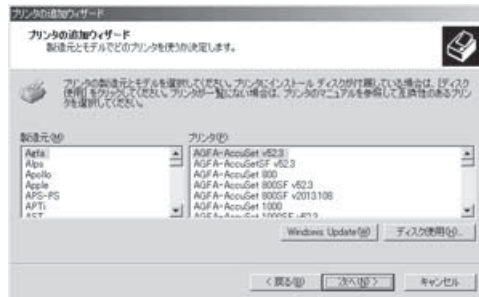 プリンタの追加ウィザード
プリンタの追加ウィザード
製造元とモデルでどのプリンタを使うか決定します。
プリンタの製造元とモデルを選択してください。プリンタにインストール ディスクが付属している場合は、[ディスク
使用] をクリックしてください。プリンタが一覧にない場合は、プリンタのマニュアルを参照して互換性のあるプリン
タを選択してください。
製造元(M)
プリンタ(P)
Agfa
Alps
Apollo
Apple
APS-PS
APTi
AST
AGFA-AccuSet v52.3
AGFA-AccuSetSF v52.3
AGFA-AccuSet 800
AGFA-AccuSet 800SF v52.3
AGFA-AccuSet 800SF v2013.108
AGFA-AccuSet 1000
AGFA-AccuSet 1000SF v52.3
Windows Update(W)
ディスク使用(H)...
< 戻る(B)
次へ(N) >
キャンセル